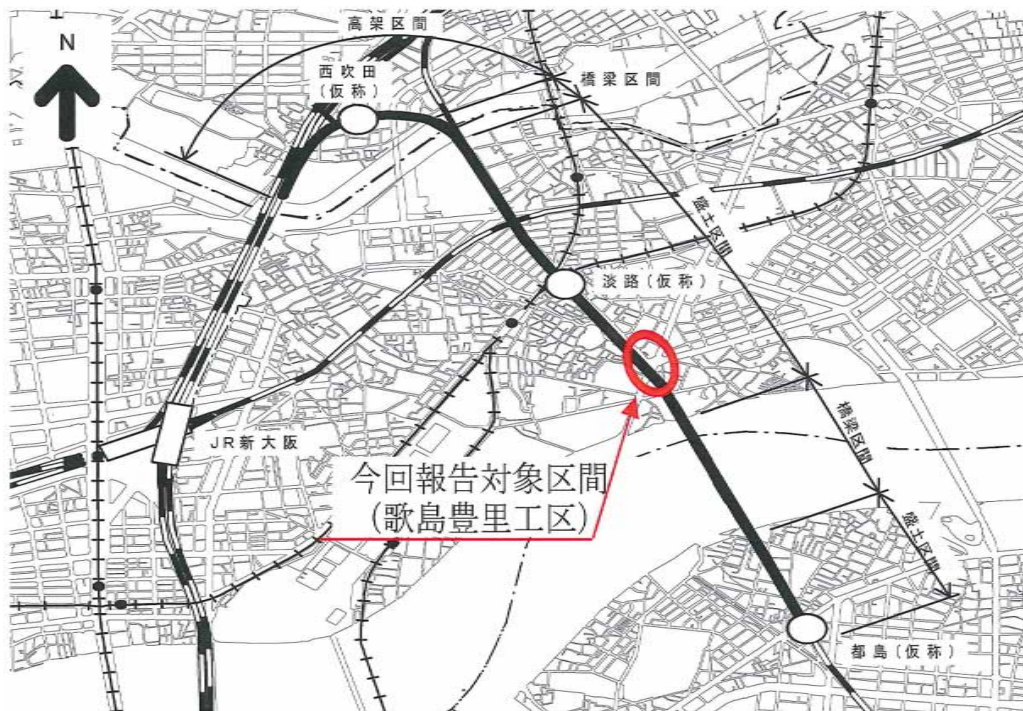 N
高架区間
西吹田
(仮称)
橋梁区間
盛土区間
淡路(仮称)
JR新大阪
今回報告対象区間
(歌島豊里工区)
橋梁区間
盛土区間
都島(仮称)